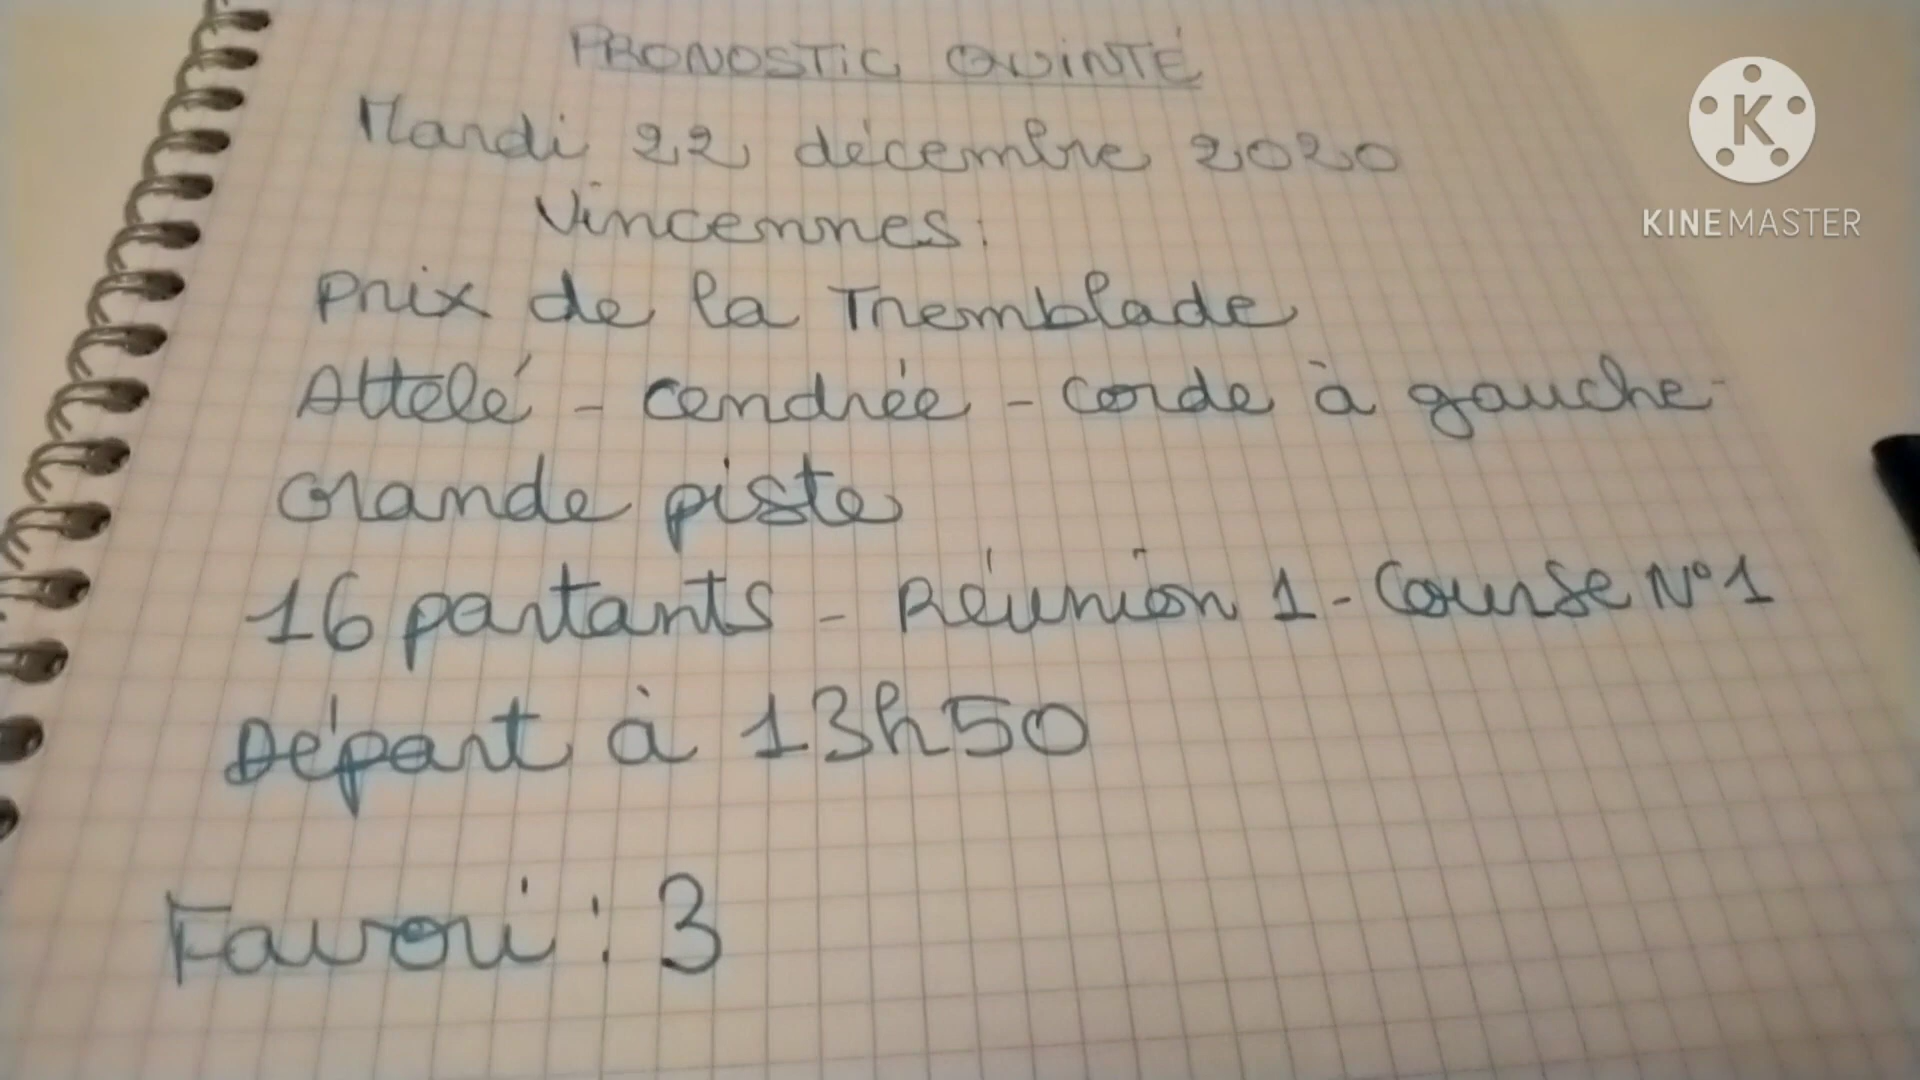 PRONOSTIC QUINTÉ
Mardi 22 décembre 2020
Vincennes:
Prix de la Tremblade
Attelé - cendrée - corde à gauche -
Grande piste
16 partants - Réunion 1 - Course N°1
Départ à 13h50
Favori : 3
K
KINEMASTER